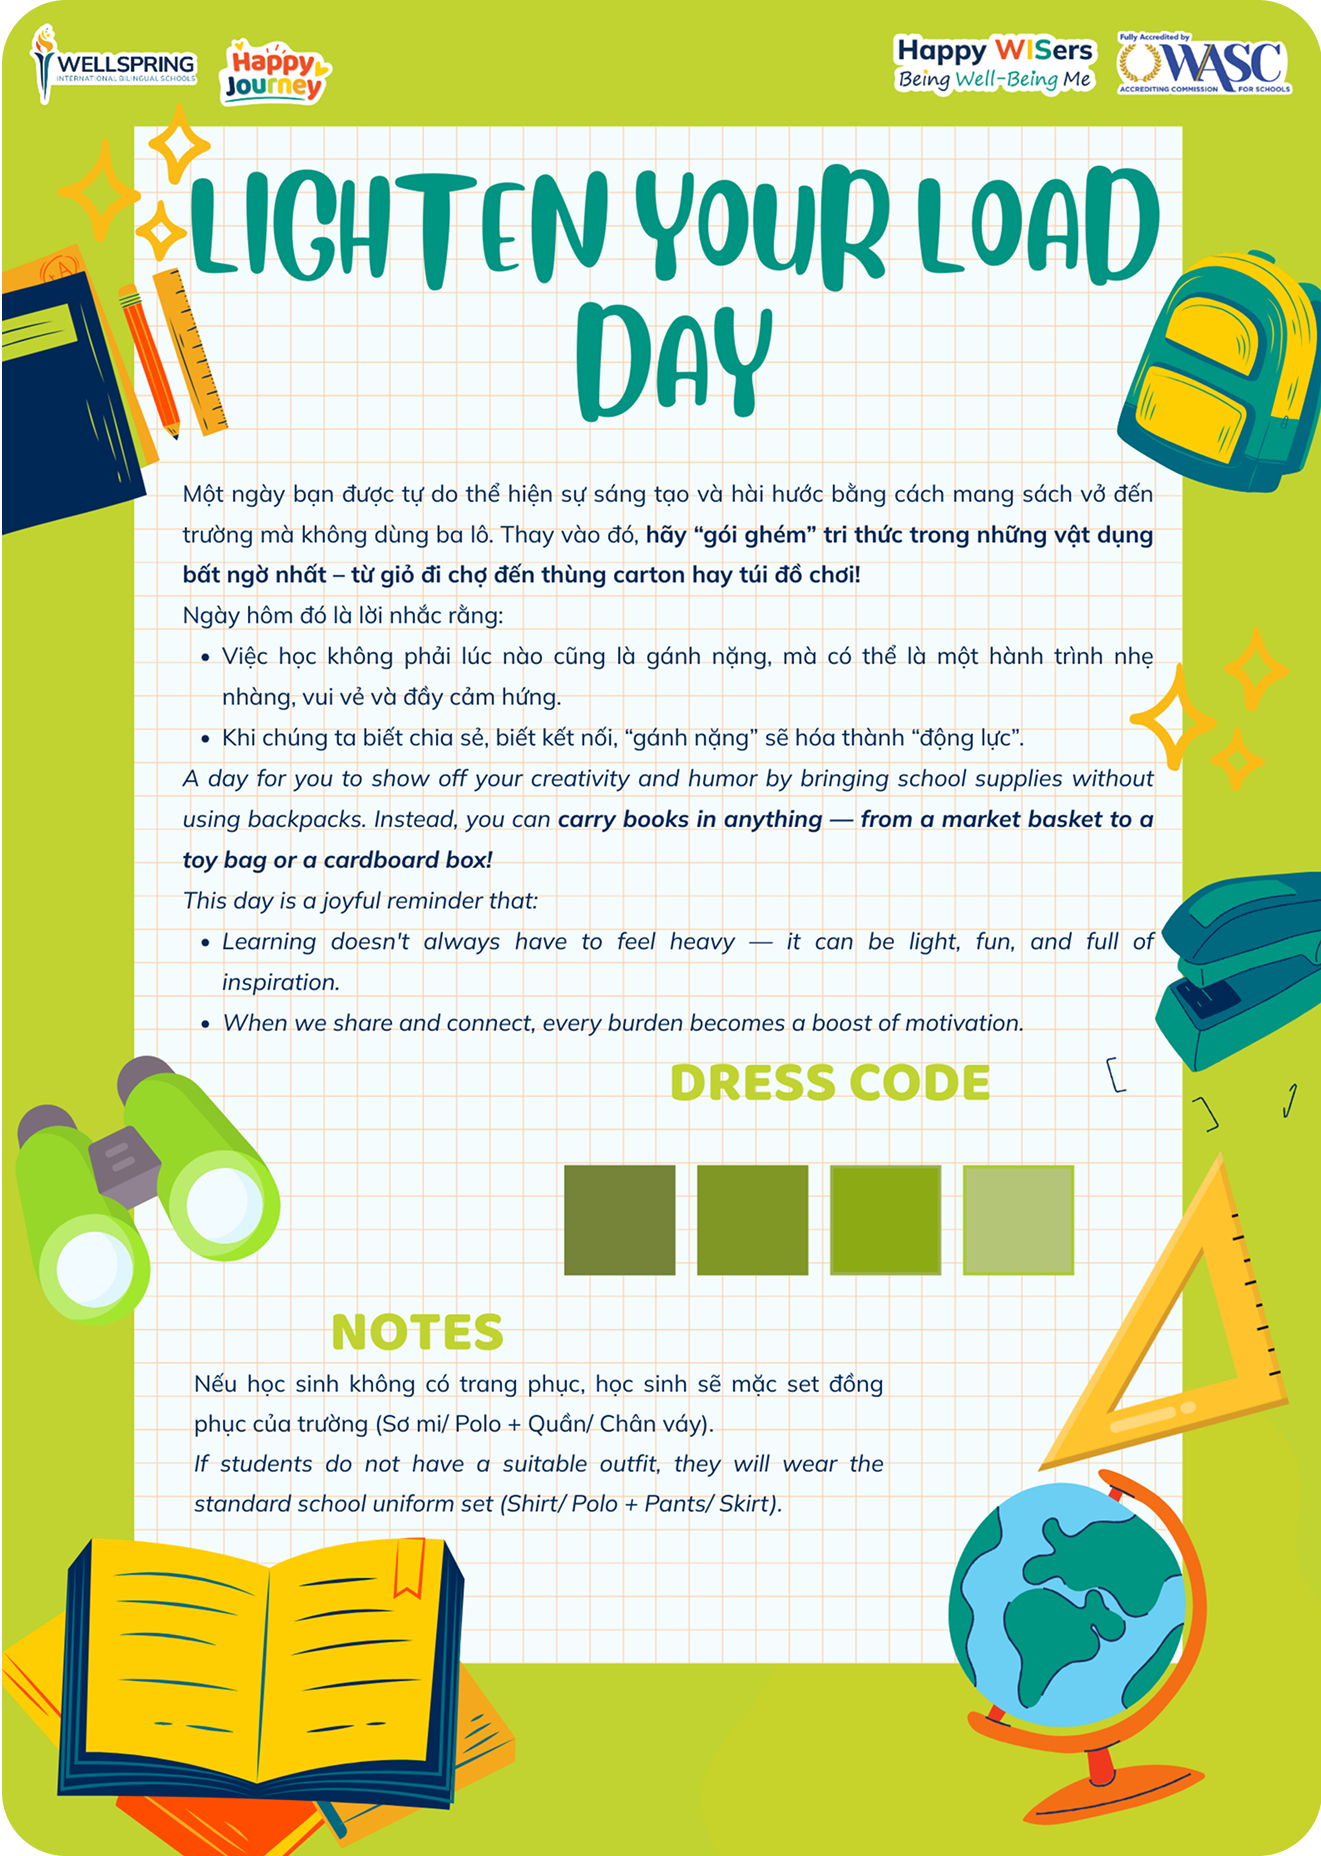 WELLSPRING
INTERNATIONAL BILINGUAL SCHOOLS
Happy
Journey
Happy WISers
Being Well-Being Me
Fully Accredited by
WASC
ACCREDITING COMMISSION FOR SCHOOLS
LIGHTEN YOUR LOAD
DAY
A
Một ngày bạn được tự do thể hiện sự sáng tạo và hài hước bằng cách mang sách vở đến
trường mà không dùng ba lô. Thay vào đó, hãy “gói ghém” tri thức trong những vật dụng
bất ngờ nhất – từ giỏ đi chợ đến thùng carton hay túi đồ chơi!
Ngày hôm đó là lời nhắc rằng:
• Việc học không phải lúc nào cũng là gánh nặng, mà có thể là một hành trình nhẹ
nhàng, vui vẻ và đầy cảm hứng.
• Khi chúng ta biết chia sẻ, biết kết nối, “gánh nặng” sẽ hóa thành “động lực”.
A day for you to show off your creativity and humor by bringing school supplies without
using backpacks. Instead, you can carry books in anything — from a market basket to a
toy bag or a cardboard box!
This day is a joyful reminder that:
• Learning doesn't always have to feel heavy — it can be light, fun, and full of
inspiration.
• When we share and connect, every burden becomes a boost of motivation.
DRESS CODE
NOTES
Nếu học sinh không có trang phục, học sinh sẽ mặc set đồng
phục của trường (Sơ mi/ Polo + Quần/ Chân váy).
If students do not have a suitable outfit, they will wear the
standard school uniform set (Shirt/ Polo + Pants/ Skirt).